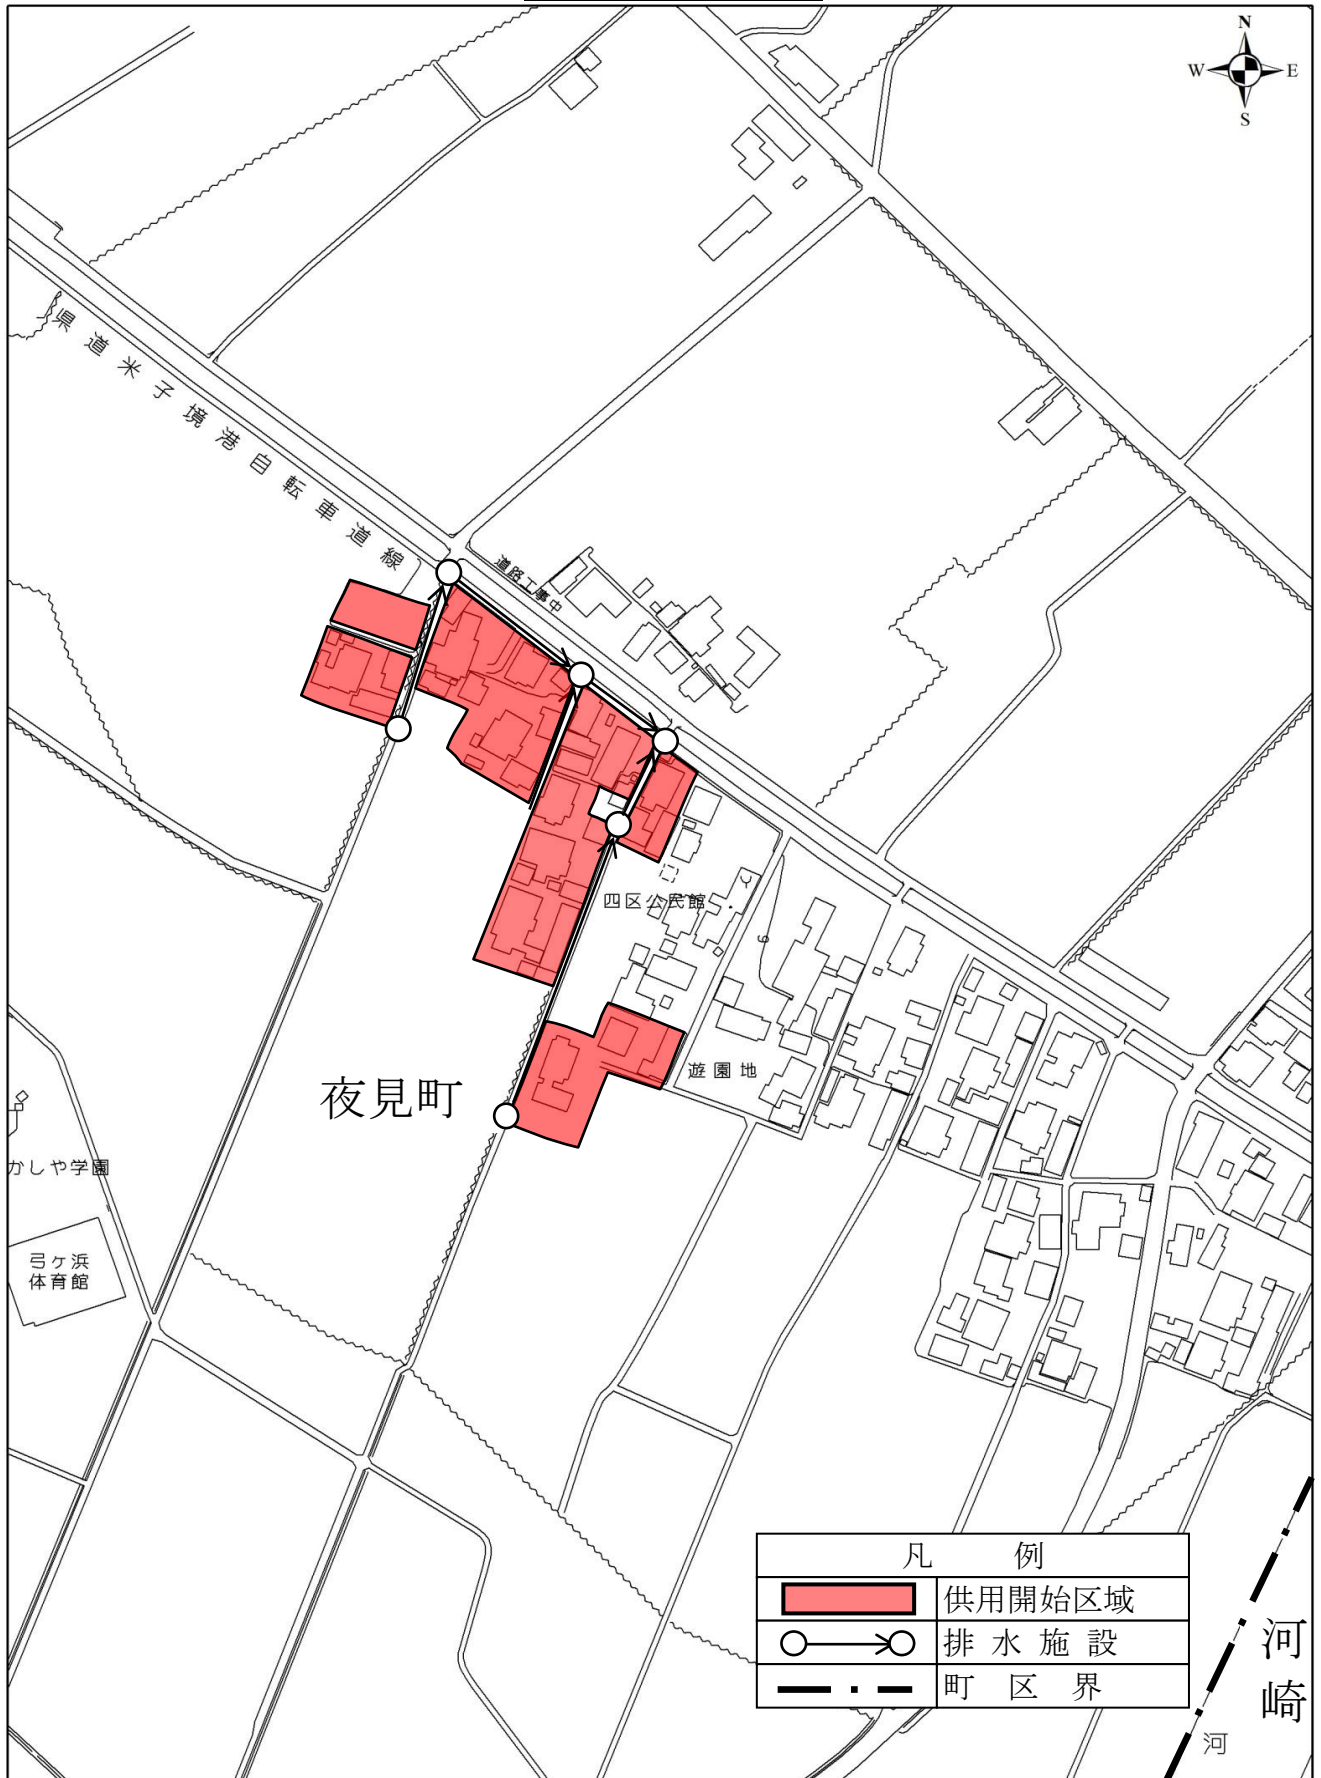 N
W E
S
県道米子境港自転車道線
道路工事中
四区公民館
遊園地
夜見町
かしや学園
弓ヶ浜
体育館
凡 例
供用開始区域
排水施設
町区界
河崎
河